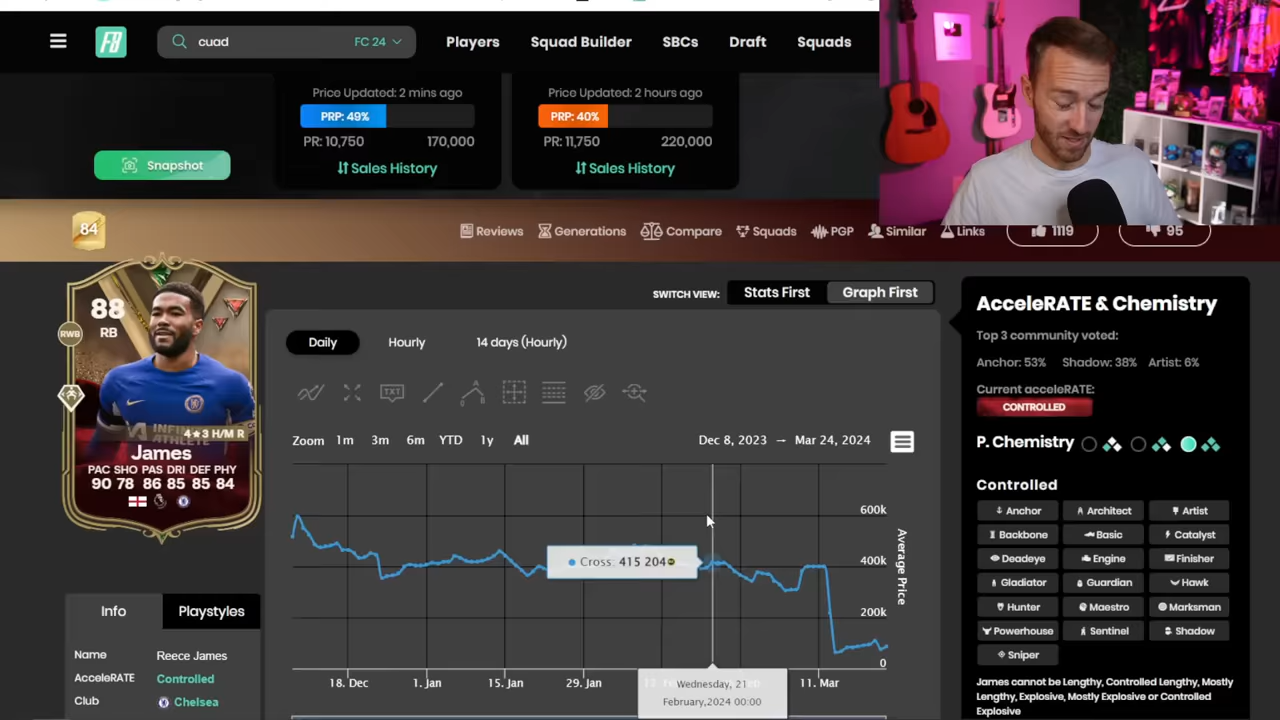 FB
cuad
FC 24
Players
Squad Builder
SBCs
Draft
Squads
Price Updated: 2 mins ago
PRP: 49%
PR: 10,750
170,000
Sales History
Price Updated: 2 hours ago
PRP: 40%
PR: 11,750
220,000
Sales History
Snapshot
84
Reviews
Generations
Compare
Squads
PGP
Similar
Links
1119
95
88
RB
RWB
4★3 H/M R
James
PAC SHO PAS DRI DEF PHY
90 78 86 85 85 84
Info
Playstyles
Name
Reece James
AcceleRATE
Controlled
Club
Chelsea
SWITCH VIEW:
Stats First
Graph First
Daily
Hourly
14 days (Hourly)
TXT
Zoom
1m
3m
6m
YTD
1y
All
Dec 8, 2023 → Mar 24, 2024
600k
400k
200k
0
Average Price
Cross: 415 204
18. Dec
1. Jan
15. Jan
29. Jan
11. Mar
Wednesday, 21
February,2024 00:00
AcceleRATE & Chemistry
Top 3 community voted:
Anchor: 53%
Shadow: 38%
Artist: 6%
Current acceleRATE:
CONTROLLED
P. Chemistry
Controlled
Anchor
Architect
Artist
Backbone
Basic
Catalyst
Deadeye
Engine
Finisher
Gladiator
Guardian
Hawk
Hunter
Maestro
Marksman
Powerhouse
Sentinel
Shadow
Sniper
James cannot be Lengthy, Controlled Lengthy, Mostly
Lengthy, Explosive, Mostly Explosive or Controlled
Explosive